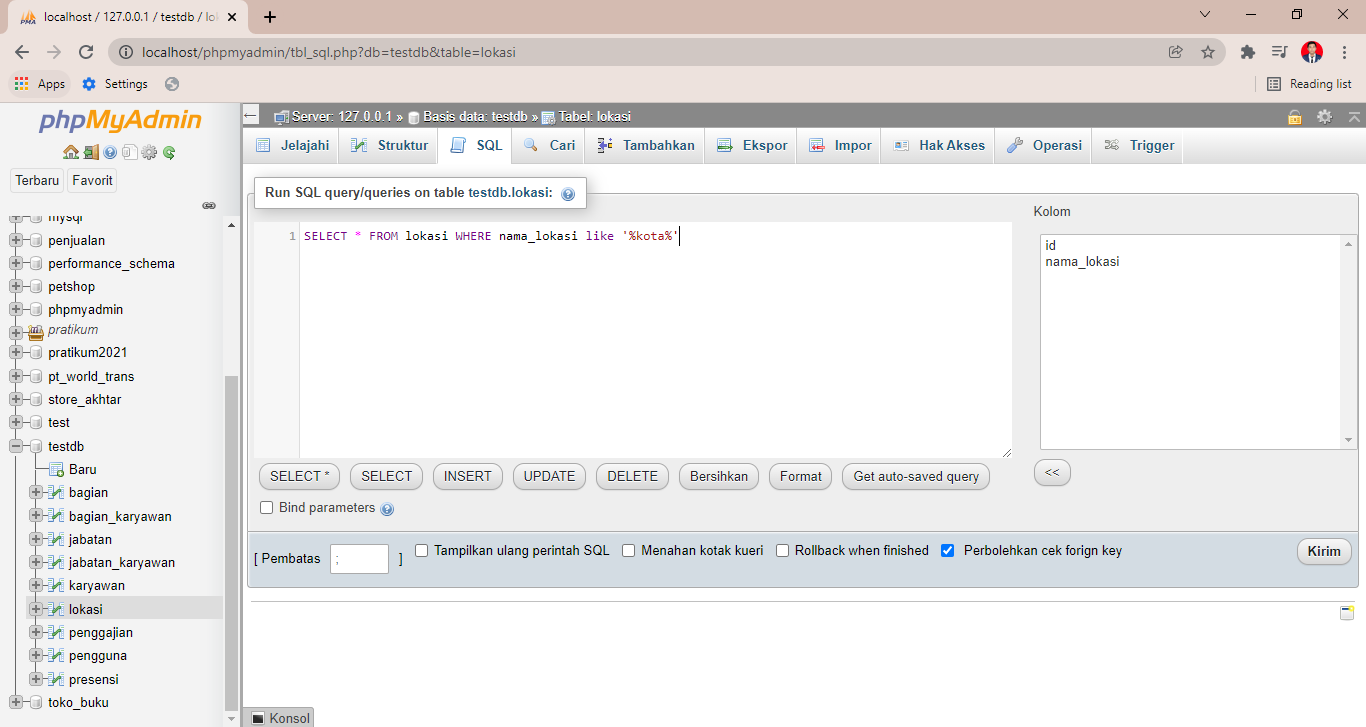 localhost / 127.0.0.1 / testdb / lok
localhost/phpmyadmin/tbl_sql.php?db=testdb&table=lokasi
Apps Settings Reading list
phpMyAdmin
Terbaru Favorit
mysql
penjualan
performance_schema
petshop
phpmyadmin
pratikum
pratikum2021
pt_world_trans
store_akhtar
test
testdb
Baru
bagian
bagian_karyawan
jabatan
jabatan_karyawan
karyawan
lokasi
penggajian
pengguna
presensi
toko_buku
Server: 127.0.0.1 » Basis data: testdb » Tabel: lokasi
Jelajahi Struktur SQL Cari Tambahkan Ekspor Impor Hak Akses Operasi Trigger
Run SQL query/queries on table testdb.lokasi:
1 SELECT * FROM lokasi WHERE nama_lokasi like '%kota%'
Kolom
id
nama_lokasi
SELECT * SELECT INSERT UPDATE DELETE Bersihkan Format Get auto-saved query <<
Bind parameters
[ Pembatas ; ] Tampilkan ulang perintah SQL Menahan kotak kueri Rollback when finished Perbolehkan cek forign key Kirim
Konsol